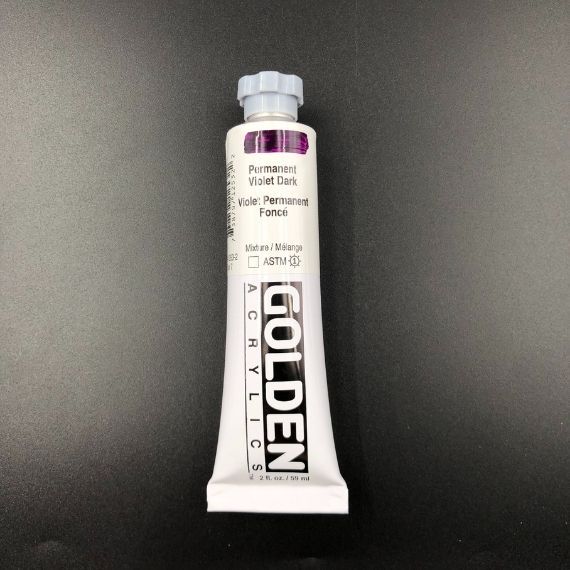 Permanent
Violet Dark
Violet Permanent
Foncé
Mixture / Mélange
ASTM I
GOLDEN
ACRYLICS
2 fl. oz. / 59 ml